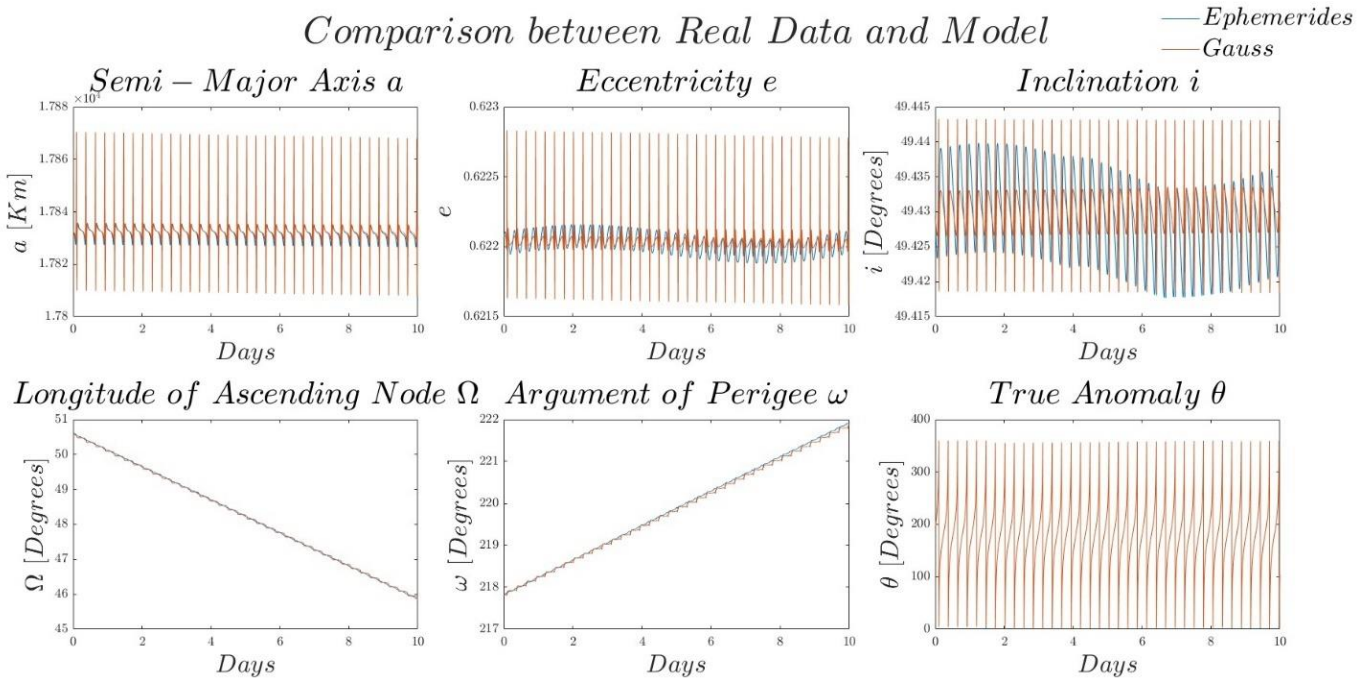 Comparison between Real Data and Model
Ephemerides
Gauss
Semi – Major Axis a
×10⁴
1.788
1.786
1.784
1.782
1.78
a [Km]
0 2 4 6 8 10
Days
Eccentricity e
0.623
0.6225
0.622
0.6215
e
0 2 4 6 8 10
Days
Inclination i
49.445
49.44
49.435
49.43
49.425
49.42
49.415
i [Degrees]
0 2 4 6 8 10
Days
Longitude of Ascending Node Ω
51
50
49
48
47
46
45
Ω [Degrees]
0 2 4 6 8 10
Days
Argument of Perigee ω
222
221
220
219
218
217
ω [Degrees]
0 2 4 6 8 10
Days
True Anomaly θ
400
300
200
100
0
θ [Degrees]
0 2 4 6 8 10
Days